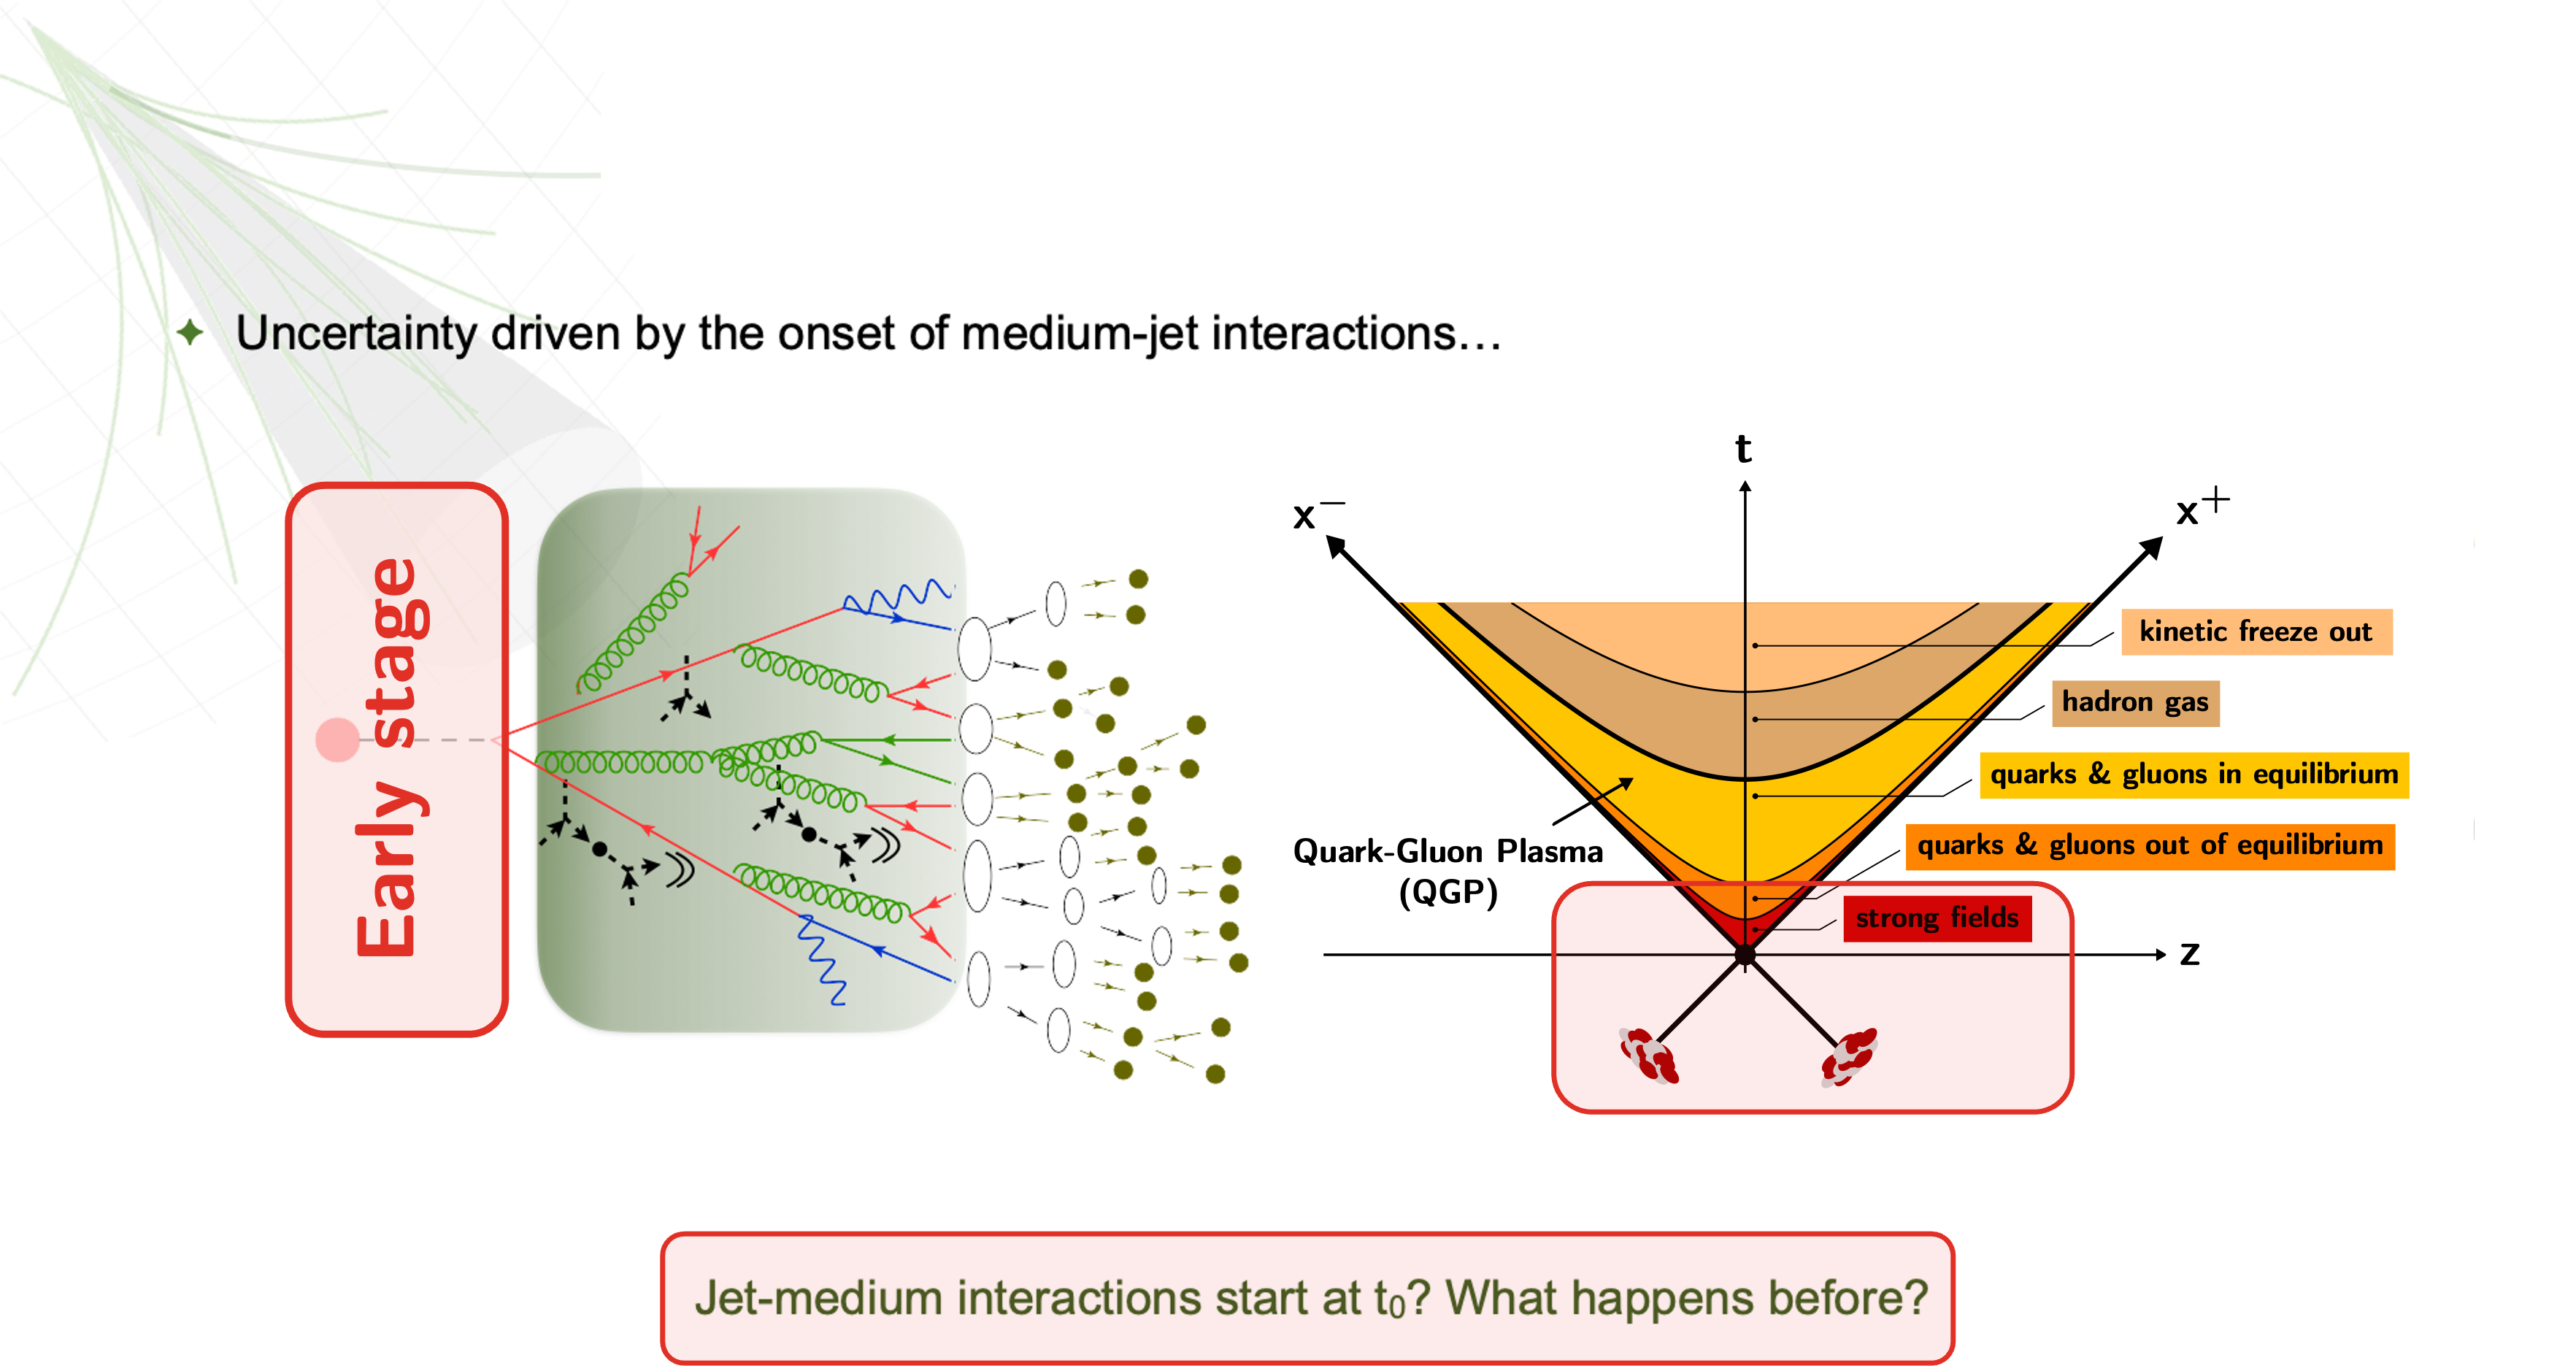 Uncertainty driven by the onset of medium-jet interactions…
Early stage
t
x⁻
x⁺
kinetic freeze out
hadron gas
quarks & gluons in equilibrium
quarks & gluons out of equilibrium
Quark-Gluon Plasma
(QGP)
strong fields
z
Jet-medium interactions start at t₀? What happens before?